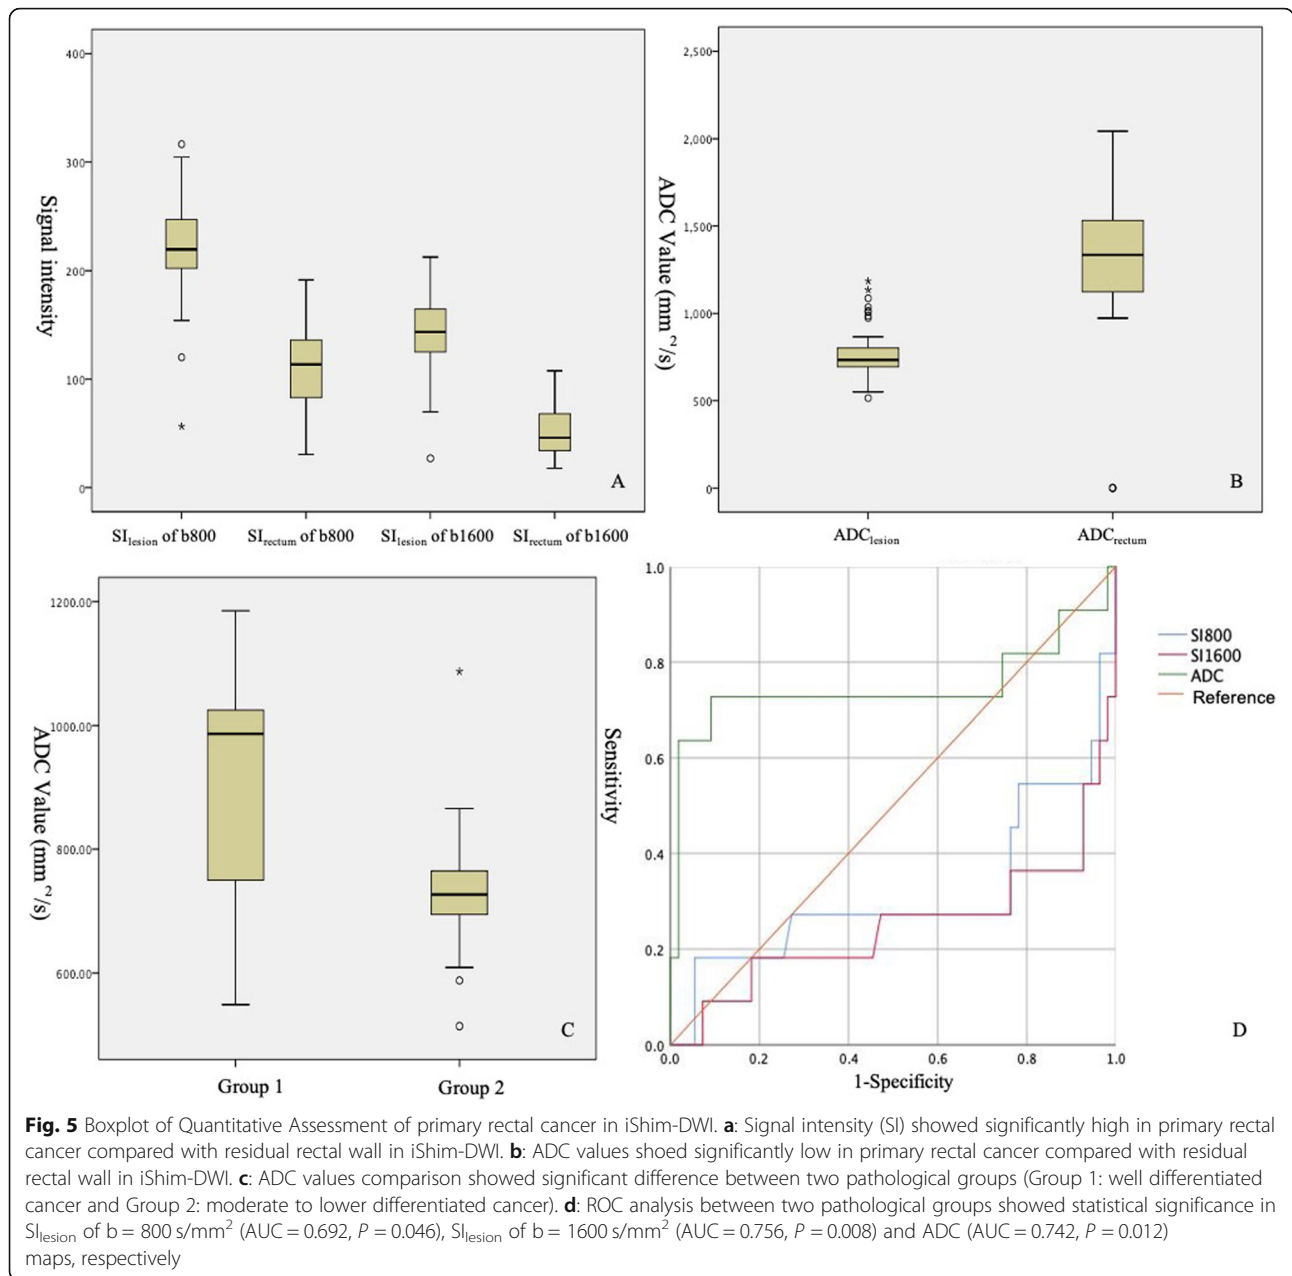 400
300
200
100
0
Signal intensity
SIlesion of b800
SIrectum of b800
SIlesion of b1600
SIrectum of b1600
A
2,500
2,000
1,500
1,000
500
0
ADC Value (mm²/s)
ADClesion
ADCrectum
B
1200.00
1000.00
800.00
600.00
ADC Value (mm²/s)
Group 1
Group 2
C
1.0
0.8
0.6
0.4
0.2
0.0
Sensitivity
0.0
0.2
0.4
0.6
0.8
1.0
1-Specificity
SI800
SI1600
ADC
Reference
D
Fig. 5 Boxplot of Quantitative Assessment of primary rectal cancer in iShim-DWI. a: Signal intensity (SI) showed significantly high in primary rectal
cancer compared with residual rectal wall in iShim-DWI. b: ADC values shoed significantly low in primary rectal cancer compared with residual
rectal wall in iShim-DWI. c: ADC values comparison showed significant difference between two pathological groups (Group 1: well differentiated
cancer and Group 2: moderate to lower differentiated cancer). d: ROC analysis between two pathological groups showed statistical significance in
SIlesion of b = 800 s/mm² (AUC = 0.692, P = 0.046), SIlesion of b = 1600 s/mm² (AUC = 0.756, P = 0.008) and ADC (AUC = 0.742, P = 0.012)
maps, respectively